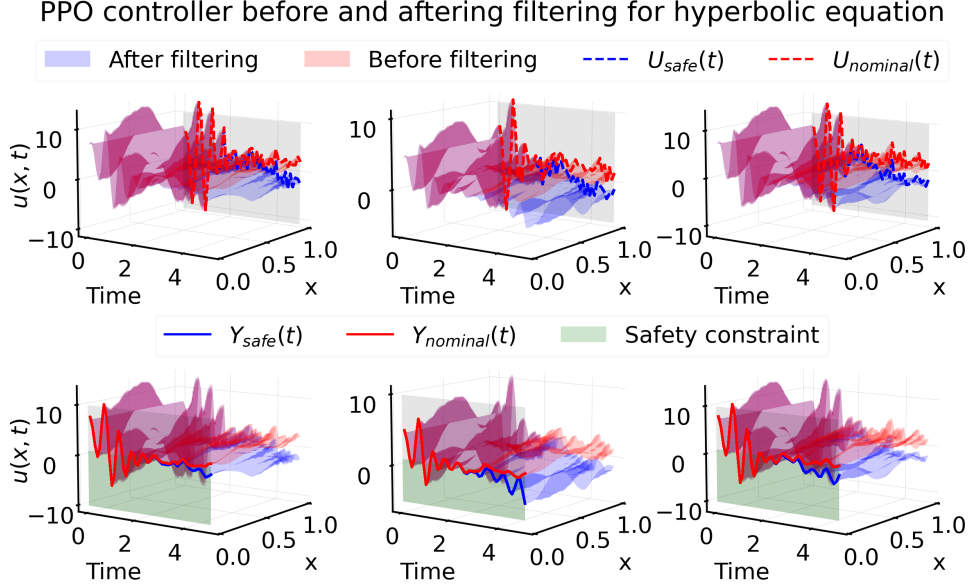 PPO controller before and aftering filtering for hyperbolic equation
After filtering Before filtering U_safe(t) U_nominal(t)
u(x, t)
10
0
−10
0 2 4
Time
0.0 0.5 1.0
x
10
0
0 2 4
Time
0.0 0.5 1.0
x
10
0
−10
0 2 4
Time
0.0 0.5 1.0
x
Y_safe(t) Y_nominal(t) Safety constraint
u(x, t)
10
0
−10
0 2 4
Time
0.0 0.5 1.0
x
10
0
0 2 4
Time
0.0 0.5 1.0
x
10
0
−10
0 2 4
Time
0.0 0.5 1.0
x